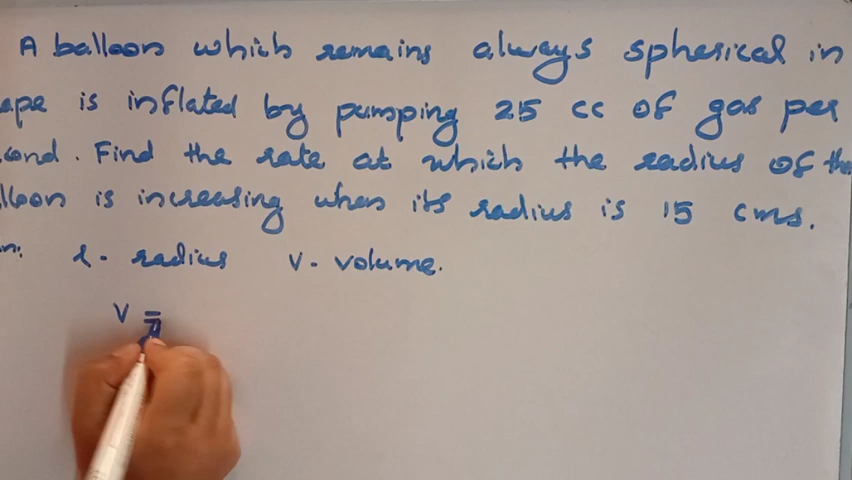 A balloon which remains always spherical in
ape is inflated by pumping 25 cc of gas per
cond. Find the rate at which the radius of the
lloon is increasing when its radius is 15 cms.
n: r - radius V - volume.
V =